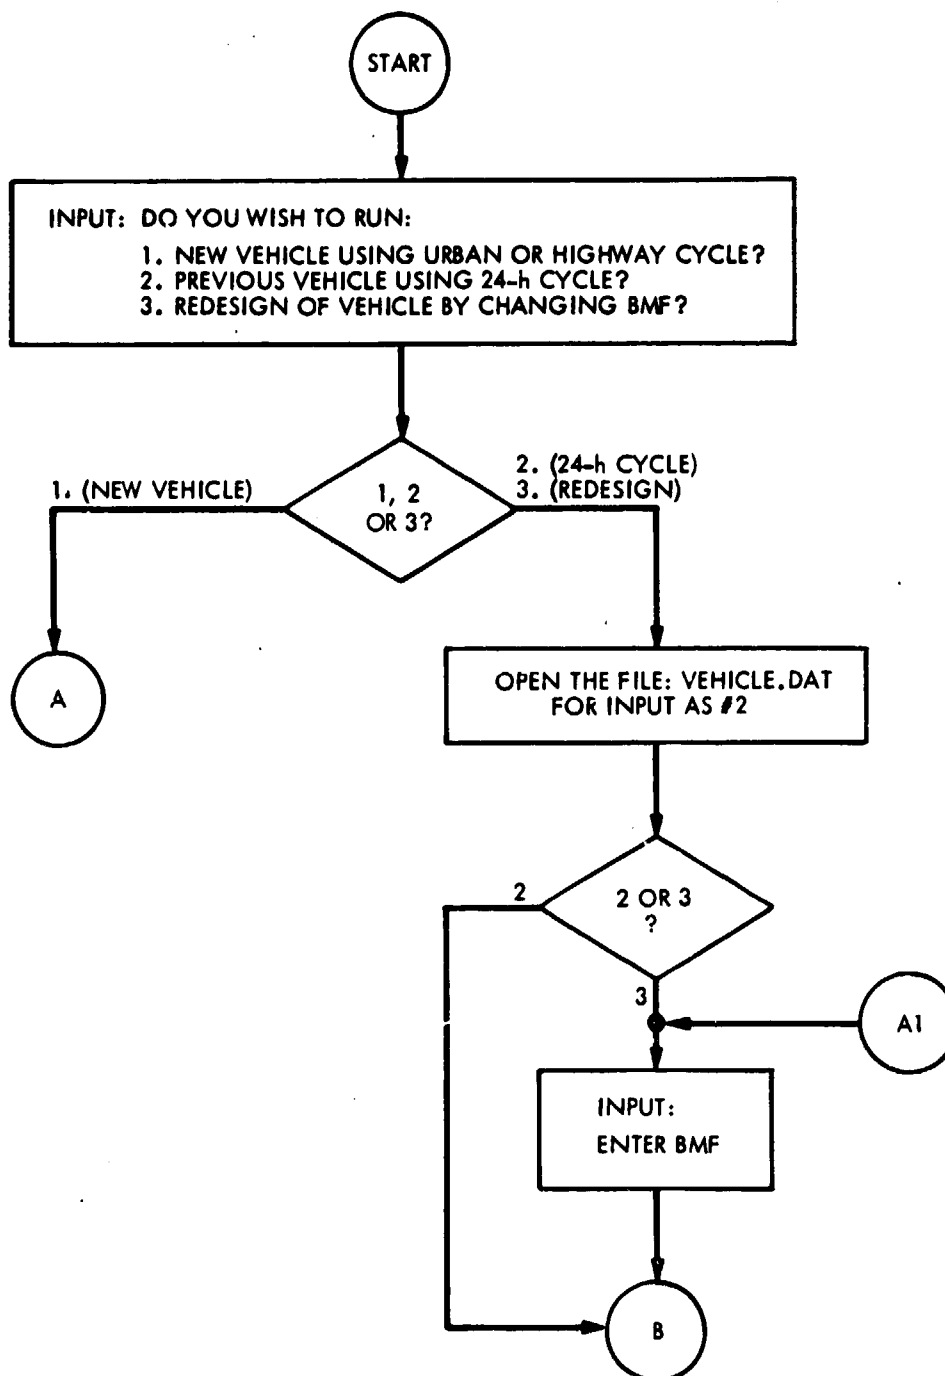 START
INPUT: DO YOU WISH TO RUN:
1. NEW VEHICLE USING URBAN OR HIGHWAY CYCLE?
2. PREVIOUS VEHICLE USING 24-h CYCLE?
3. REDESIGN OF VEHICLE BY CHANGING BMF?
1. (NEW VEHICLE)
1, 2
OR 3?
2. (24-h CYCLE)
3. (REDESIGN)
A
OPEN THE FILE: VEHICLE.DAT
FOR INPUT AS #2
2
2 OR 3
?
3
A1
INPUT:
ENTER BMF
B